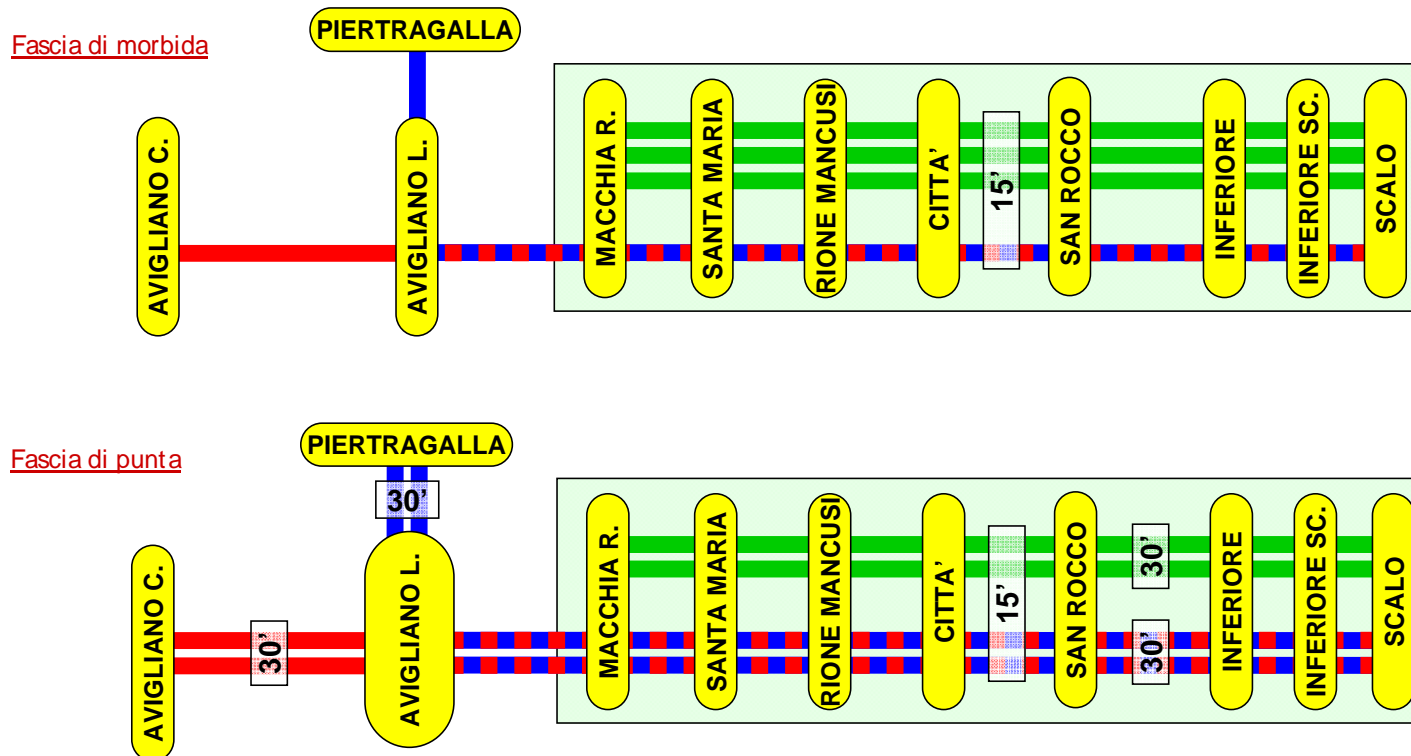 Fascia di morbida
PIERTRAGALLA
AVIGLIANO C.
AVIGLIANO L.
MACCHIA R.
SANTA MARIA
RIONE MANCUSI
CITTA’
15’
SAN ROCCO
INFERIORE
INFERIORE SC.
SCALO
Fascia di punta
PIERTRAGALLA
30’
AVIGLIANO C.
30’
AVIGLIANO L.
MACCHIA R.
SANTA MARIA
RIONE MANCUSI
CITTA’
15’
SAN ROCCO
30’
30’
INFERIORE
INFERIORE SC.
SCALO